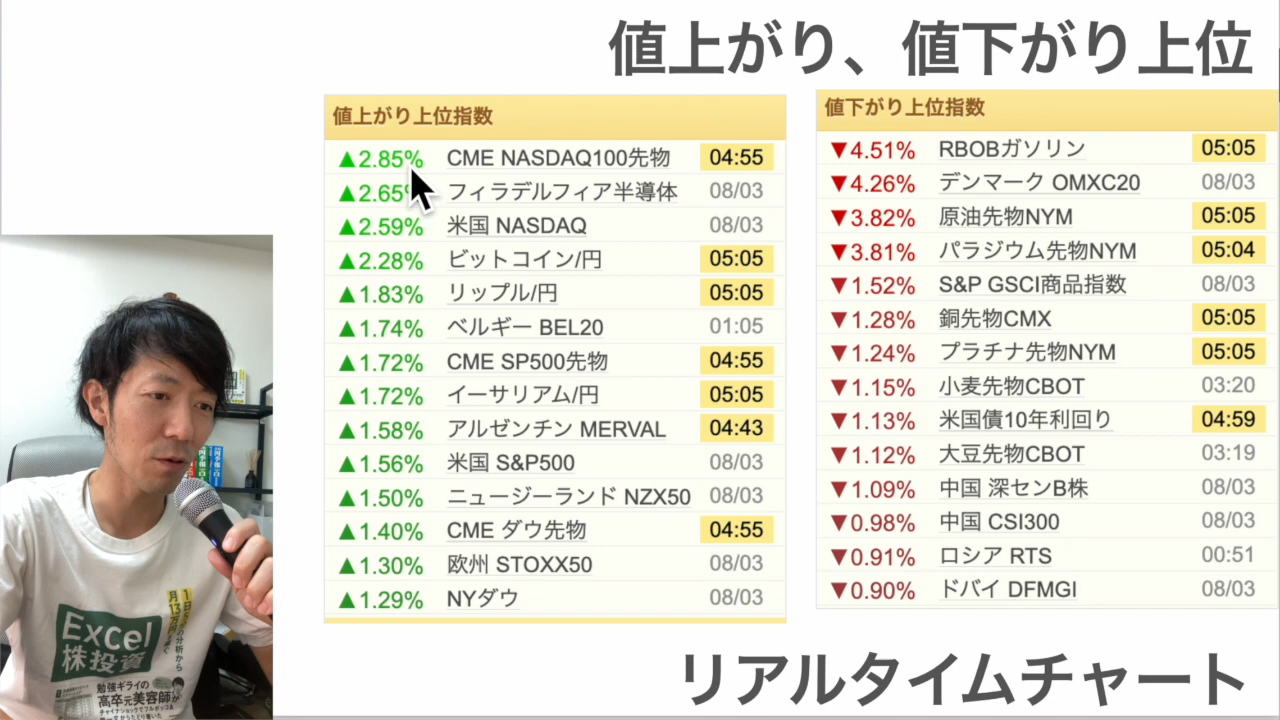 値上がり、値下がり上位
値上がり上位指数
▲2.85% CME NASDAQ100先物 04:55
▲2.65 フィラデルフィア半導体 08/03
▲2.59% 米国 NASDAQ 08/03
▲2.28% ビットコイン/円 05:05
▲1.83% リップル/円 05:05
▲1.74% ベルギー BEL20 01:05
▲1.72% CME SP500先物 04:55
▲1.72% イーサリアム/円 05:05
▲1.58% アルゼンチン MERVAL 04:43
▲1.56% 米国 S&P500 08/03
▲1.50% ニュージーランド NZX50 08/03
▲1.40% CME ダウ先物 04:55
▲1.30% 欧州 STOXX50 08/03
▲1.29% NYダウ 08/03
値下がり上位指数
▼4.51% RBOBガソリン 05:05
▼4.26% デンマーク OMXC20 08/03
▼3.82% 原油先物NYM 05:05
▼3.81% パラジウム先物NYM 05:04
▼1.52% S&P GSCI商品指数 08/03
▼1.28% 銅先物CMX 05:05
▼1.24% プラチナ先物NYM 05:05
▼1.15% 小麦先物CBOT 03:20
▼1.13% 米国債10年利回り 04:59
▼1.12% 大豆先物CBOT 03:19
▼1.09% 中国 深センB株 08/03
▼0.98% 中国 CSI300 08/03
▼0.91% ロシア RTS 00:51
▼0.90% ドバイ DFMGI 08/03
リアルタイムチャート
Excel
株投資
勉強ギライの
高卒元美容師が